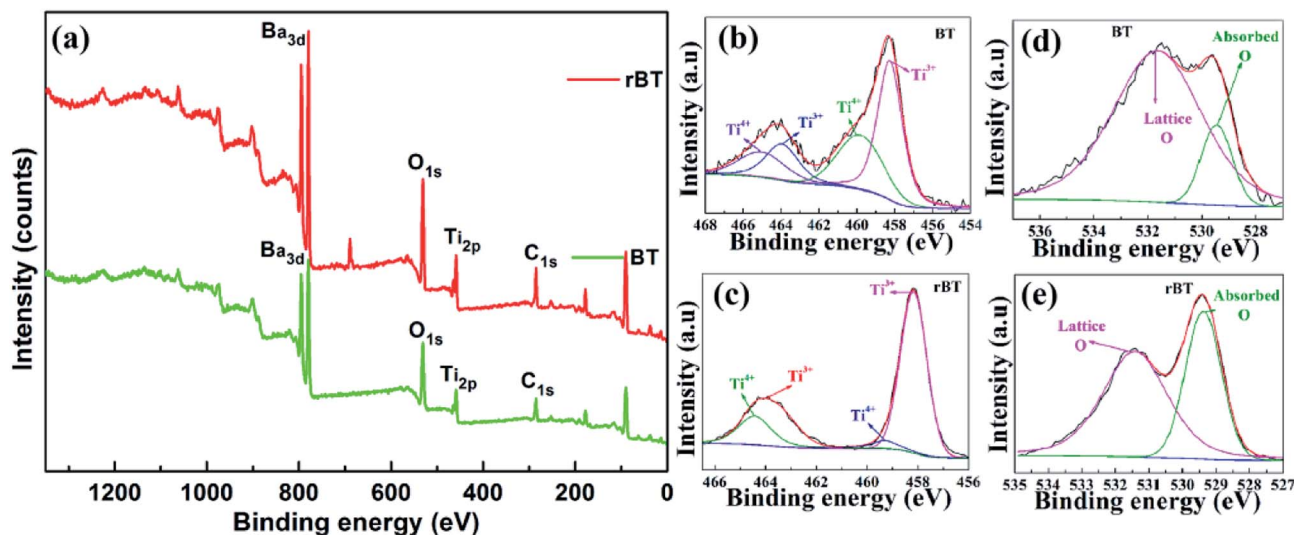 (a)
Ba3d
rBT
O1s
Ti2p
C1s
Ba3d
BT
O1s
Ti2p
C1s
Intensity (counts)
1200 1000 800 600 400 200 0
Binding energy (eV)
(b)
BT
Ti3+
Ti4+
Ti4+
Ti3+
Intensity (a.u)
468 466 464 462 460 458 456 454
Binding energy (eV)
(c)
rBT
Ti3+
Ti4+
Ti3+
Ti4+
Intensity (a.u)
466 464 462 460 458 456
Binding energy (eV)
(d)
BT
Absorbed
O
Lattice
O
Intensity (a.u)
536 534 532 530 528
Binding energy (eV)
(e)
rBT
Absorbed
O
Lattice
O
Intensity (a.u)
535 534 533 532 531 530 529 528 527
Binding energy (eV)